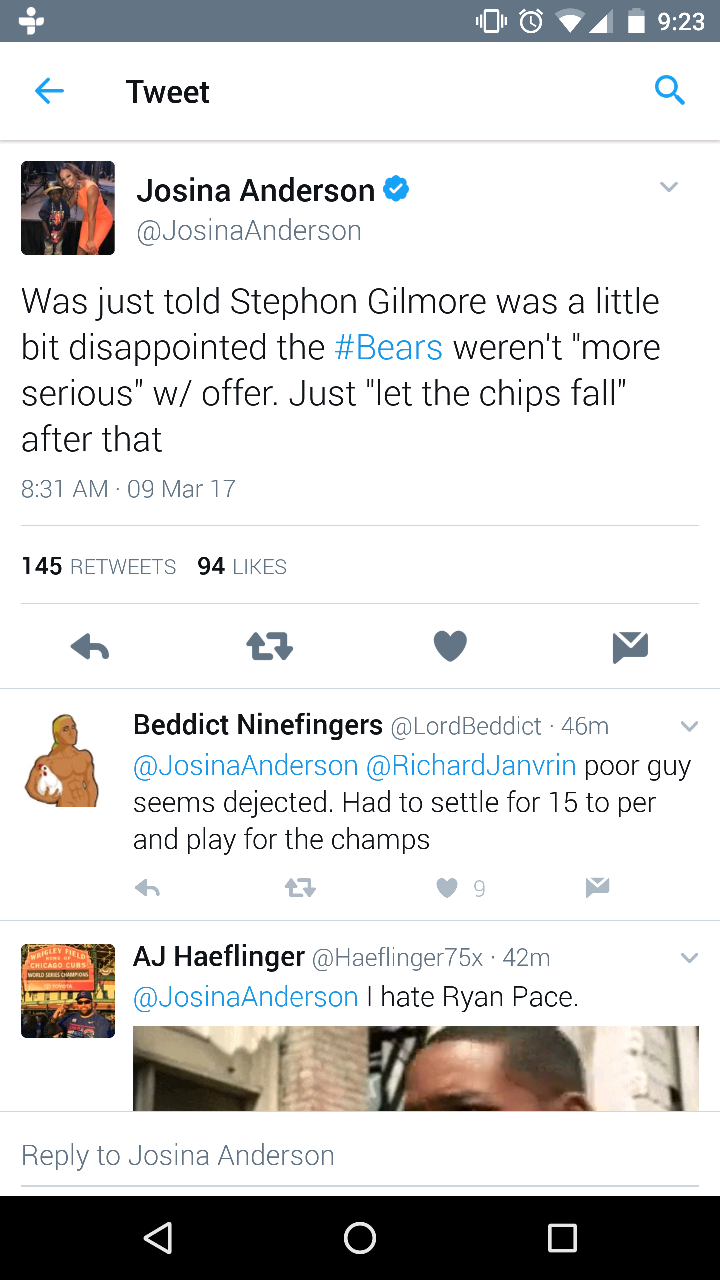 9:23
Tweet
Josina Anderson
@JosinaAnderson
Was just told Stephon Gilmore was a little
bit disappointed the #Bears weren't "more
serious" w/ offer. Just "let the chips fall"
after that
8:31 AM · 09 Mar 17
145 RETWEETS 94 LIKES
Beddict Ninefingers @LordBeddict · 46m
@JosinaAnderson @RichardJanvrin poor guy
seems dejected. Had to settle for 15 to per
and play for the champs
9
WRIGLEY FIELD
HOME OF
CHICAGO CUBS
WORLD SERIES CHAMPIONS
TOYOTA
AJ Haeflinger @Haeflinger75x · 42m
@JosinaAnderson I hate Ryan Pace.
Reply to Josina Anderson